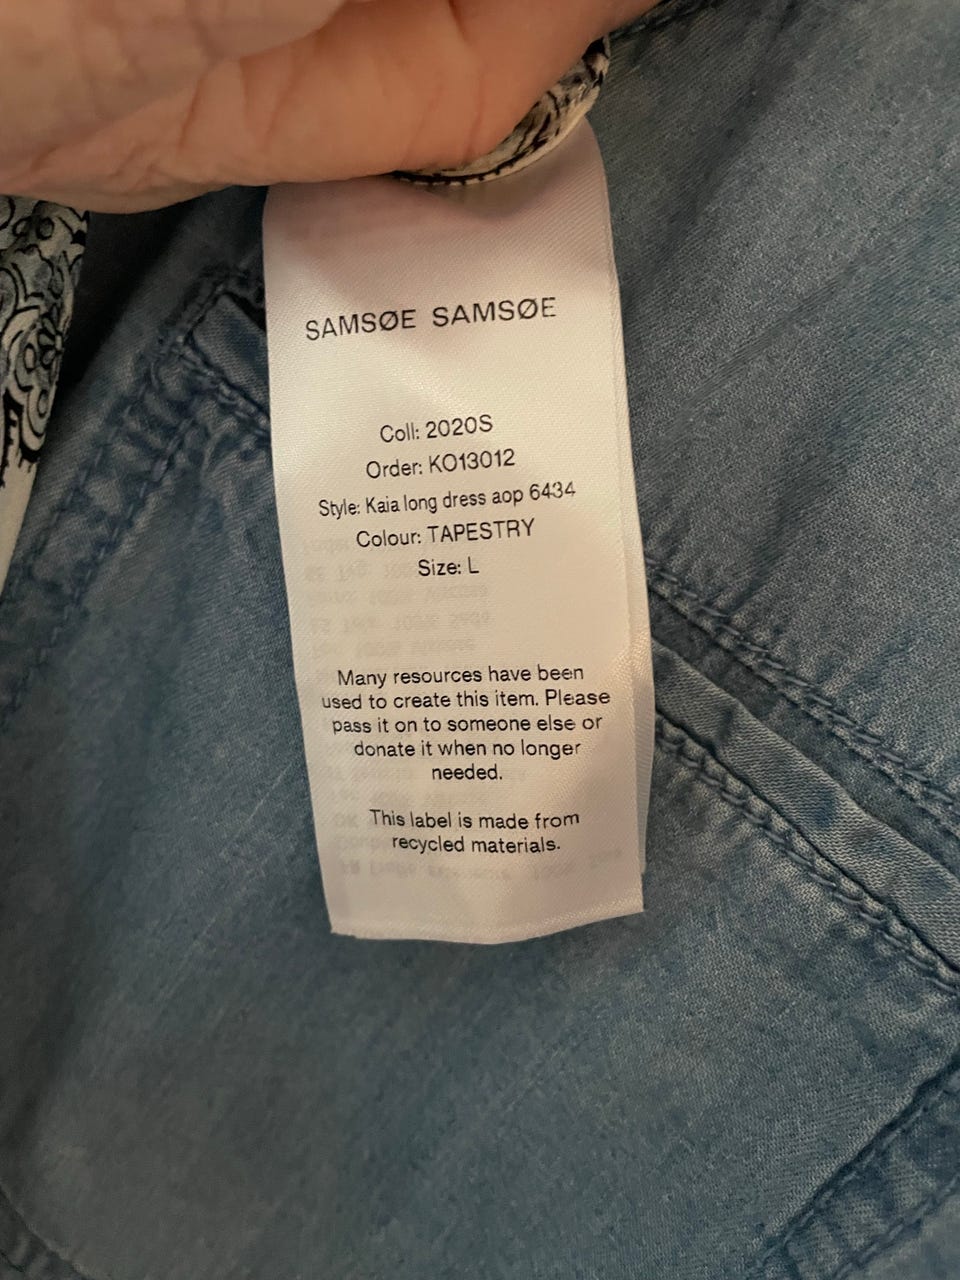 SAMSØE SAMSØE
Coll: 2020S
Order: KO13012
Style: Kaia long dress aop 6434
Colour: TAPESTRY
Size: L
Many resources have been
used to create this item. Please
pass it on to someone else or
donate it when no longer
needed.
This label is made from
recycled materials.